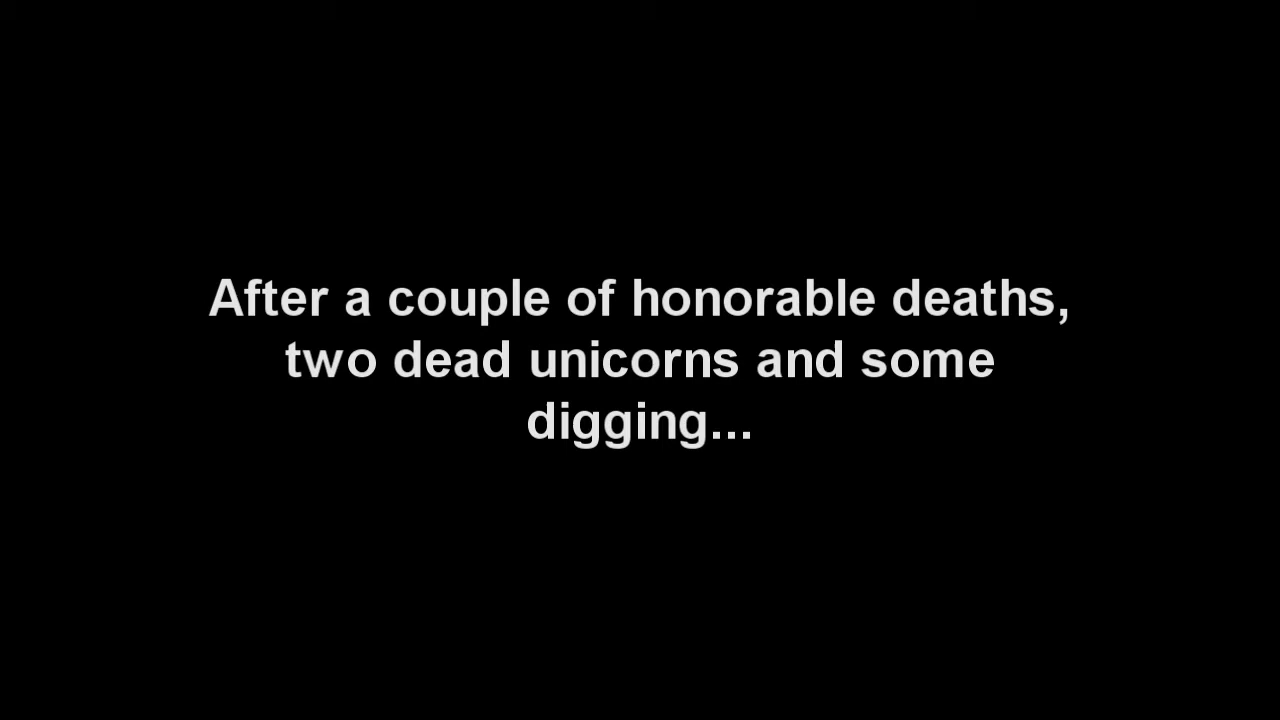 After a couple of honorable deaths,
two dead unicorns and some
digging...